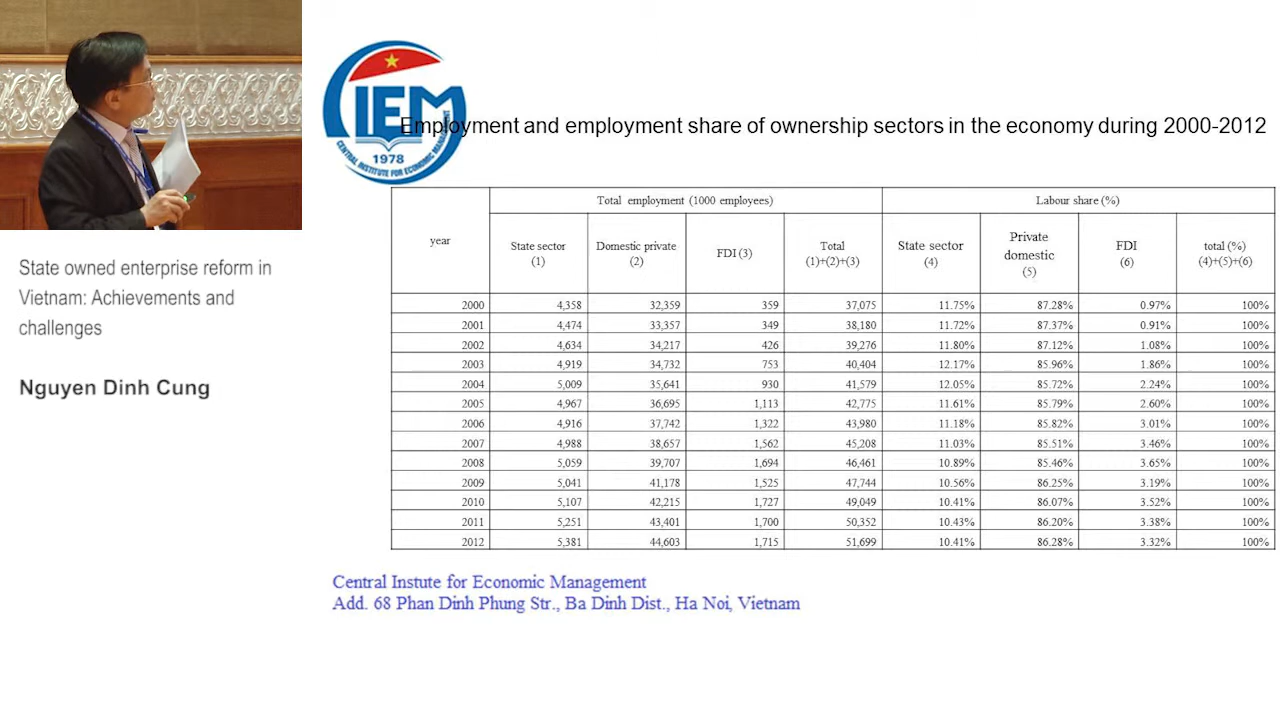 IEM
1978
CENTRAL INSTITUTE FOR ECONOMIC MANAGEMENT
Employment and employment share of ownership sectors in the economy during 2000-2012
State owned enterprise reform in
Vietnam: Achievements and
challenges
Nguyen Dinh Cung
year Total employment (1000 employees) Labour share (%)
State sector (1) Domestic private (2) FDI (3) Total (1)+(2)+(3) State sector (4) Private domestic (5) FDI (6) total (%) (4)+(5)+(6)
2000 4,358 32,359 359 37,075 11.75% 87.28% 0.97% 100%
2001 4,474 33,357 349 38,180 11.72% 87.37% 0.91% 100%
2002 4,634 34,217 426 39,276 11.80% 87.12% 1.08% 100%
2003 4,919 34,732 753 40,404 12.17% 85.96% 1.86% 100%
2004 5,009 35,641 930 41,579 12.05% 85.72% 2.24% 100%
2005 4,967 36,695 1,113 42,775 11.61% 85.79% 2.60% 100%
2006 4,916 37,742 1,322 43,980 11.18% 85.82% 3.01% 100%
2007 4,988 38,657 1,562 45,208 11.03% 85.51% 3.46% 100%
2008 5,059 39,707 1,694 46,461 10.89% 85.46% 3.65% 100%
2009 5,041 41,178 1,525 47,744 10.56% 86.25% 3.19% 100%
2010 5,107 42,215 1,727 49,049 10.41% 86.07% 3.52% 100%
2011 5,251 43,401 1,700 50,352 10.43% 86.20% 3.38% 100%
2012 5,381 44,603 1,715 51,699 10.41% 86.28% 3.32% 100%
Central Instute for Economic Management
Add. 68 Phan Dinh Phung Str., Ba Dinh Dist., Ha Noi, Vietnam